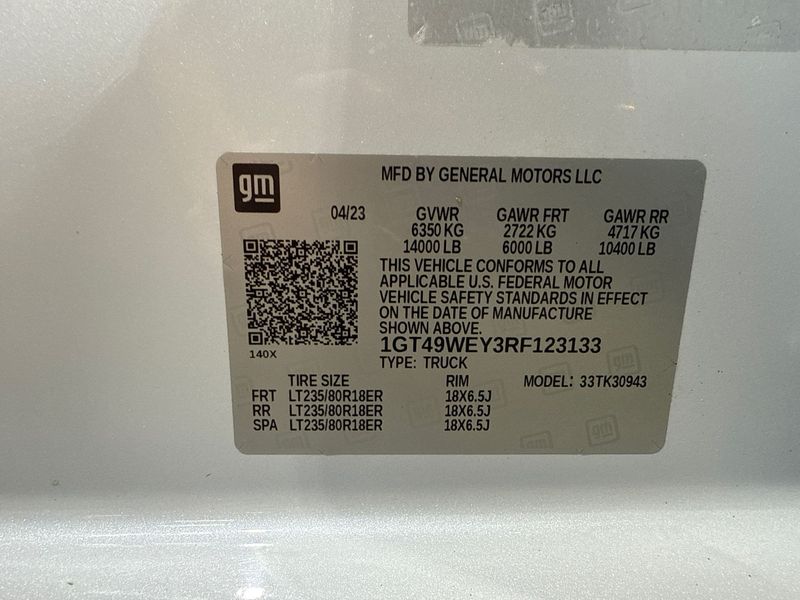 gm
MFD BY GENERAL MOTORS LLC
04/23 GVWR GAWR FRT GAWR RR
6350 KG 2722 KG 4717 KG
14000 LB 6000 LB 10400 LB
THIS VEHICLE CONFORMS TO ALL
APPLICABLE U.S. FEDERAL MOTOR
VEHICLE SAFETY STANDARDS IN EFFECT
ON THE DATE OF MANUFACTURE
SHOWN ABOVE.
140X
1GT49WEY3RF123133
TYPE: TRUCK
TIRE SIZE RIM MODEL: 33TK30943
FRT LT235/80R18ER 18X6.5J
RR LT235/80R18ER 18X6.5J
SPA LT235/80R18ER 18X6.5J